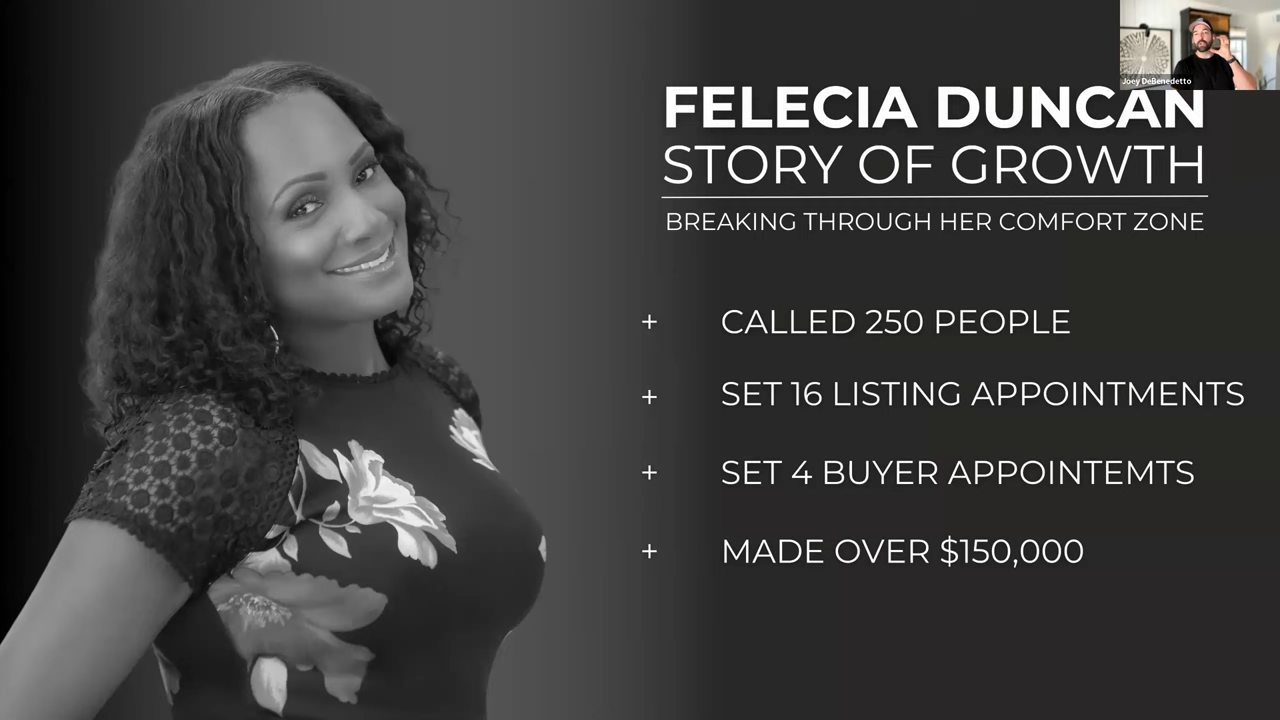 Joey DeBenedetto
FELECIA DUNCAN
STORY OF GROWTH
BREAKING THROUGH HER COMFORT ZONE
+ CALLED 250 PEOPLE
+ SET 16 LISTING APPOINTMENTS
+ SET 4 BUYER APPOINTEMTS
+ MADE OVER $150,000